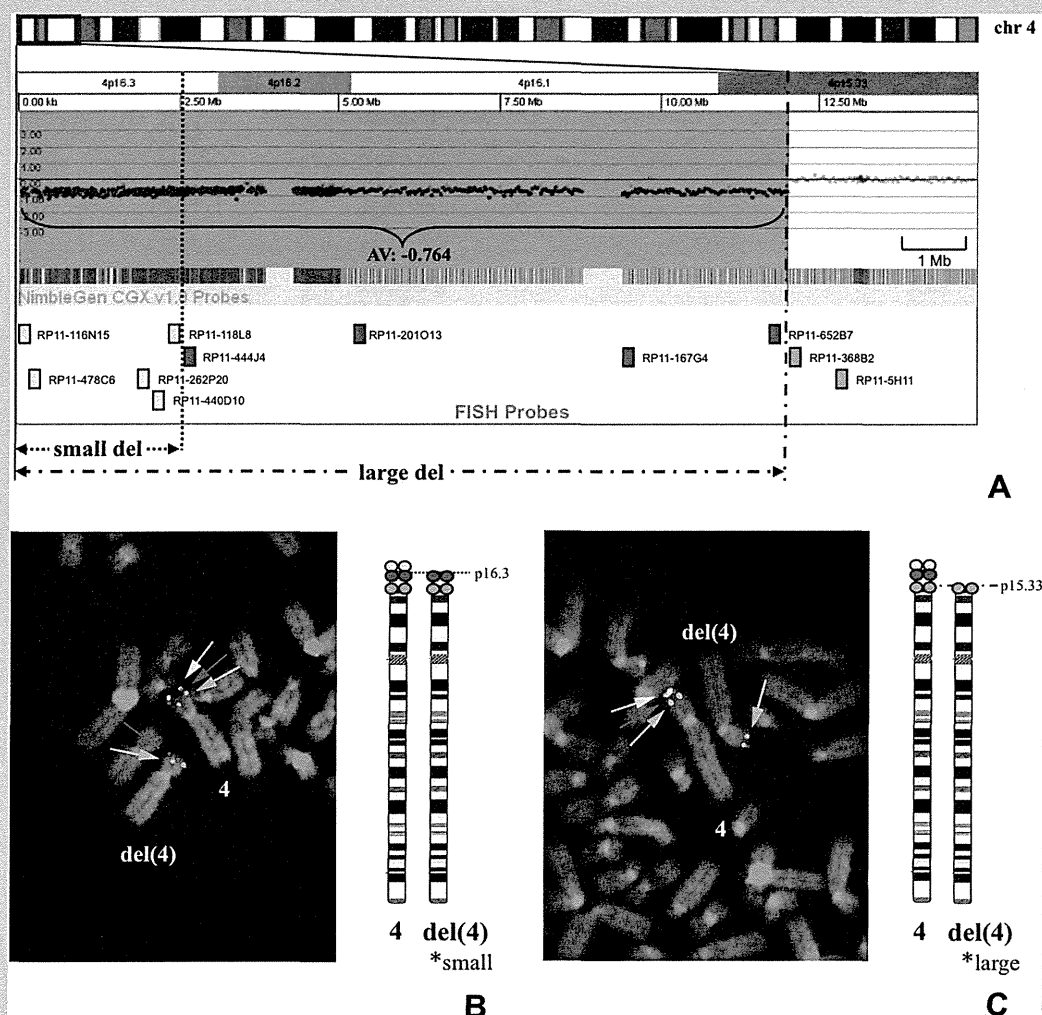 chr 4
4p16.3 4p16.2 4p16.1 4p15.33
0.00 kb 2.50 Mb 5.00 Mb 7.50 Mb 10.00 Mb 12.50 Mb
3.00
2.00
1.00
0.00
-1.00
-2.00
-3.00
AV: -0.764
1 Mb
NimbleGen CGX v1. Probes
RP11-116N15 RP11-118L8 RP11-201O13 RP11-652B7
RP11-444J4 RP11-167G4 RP11-368B2
RP11-478C6 RP11-262P20 RP11-5H11
RP11-440D10
FISH Probes
small del
large del
A
p16.3
del(4)
4
4 del(4)
*small
B
p15.33
del(4)
4
4 del(4)
*large
C